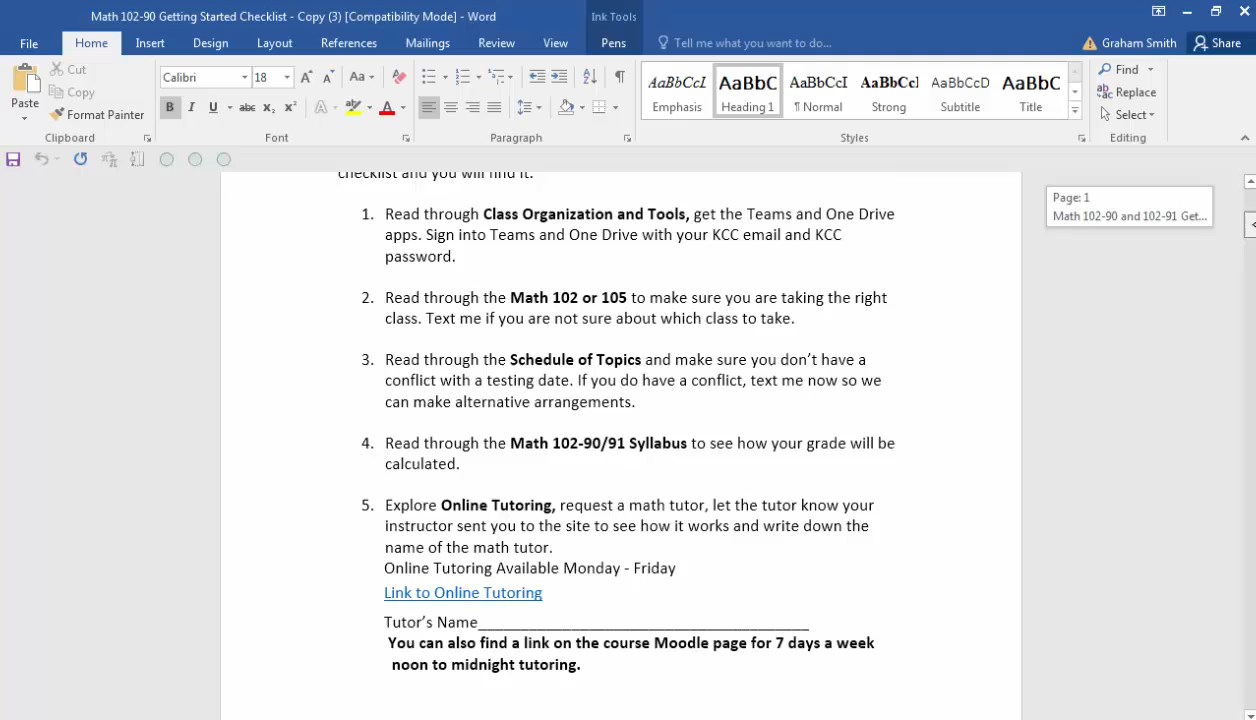 Math 102-90 Getting Started Checklist - Copy (3) [Compatibility Mode] - Word
Ink Tools
File Home Insert Design Layout References Mailings Review View Pens Tell me what you want to do... Graham Smith Share
Paste
Cut
Copy
Format Painter
Clipboard
Calibri 18
Aa
B I U abc x₂ x²
A A
Font
Paragraph
AaBbCcI AaBbC AaBbCcI AaBbCcI AaBbCcD AaBbC
Emphasis Heading 1 ¶ Normal Strong Subtitle Title
Styles
Find
Replace
Select
Editing
Page: 1
Math 102-90 and 102-91 Get...
checklist and you will find it.
1. Read through Class Organization and Tools, get the Teams and One Drive
apps. Sign into Teams and One Drive with your KCC email and KCC
password.
2. Read through the Math 102 or 105 to make sure you are taking the right
class. Text me if you are not sure about which class to take.
3. Read through the Schedule of Topics and make sure you don’t have a
conflict with a testing date. If you do have a conflict, text me now so we
can make alternative arrangements.
4. Read through the Math 102-90/91 Syllabus to see how your grade will be
calculated.
5. Explore Online Tutoring, request a math tutor, let the tutor know your
instructor sent you to the site to see how it works and write down the
name of the math tutor.
Online Tutoring Available Monday - Friday
Link to Online Tutoring
Tutor’s Name______________________________________
You can also find a link on the course Moodle page for 7 days a week
noon to midnight tutoring.